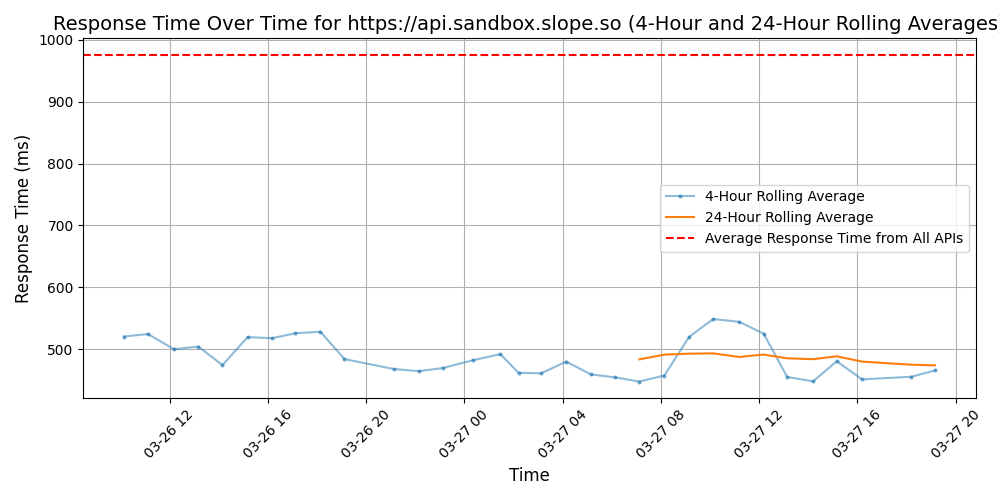 Response Time Over Time for https://api.sandbox.slope.so (4-Hour and 24-Hour Rolling Averages
Response Time (ms)
1000
900
800
700
600
500
4-Hour Rolling Average
24-Hour Rolling Average
Average Response Time from All APIs
03-26 12
03-26 16
03-26 20
03-27 00
03-27 04
03-27 08
03-27 12
03-27 16
03-27 20
Time